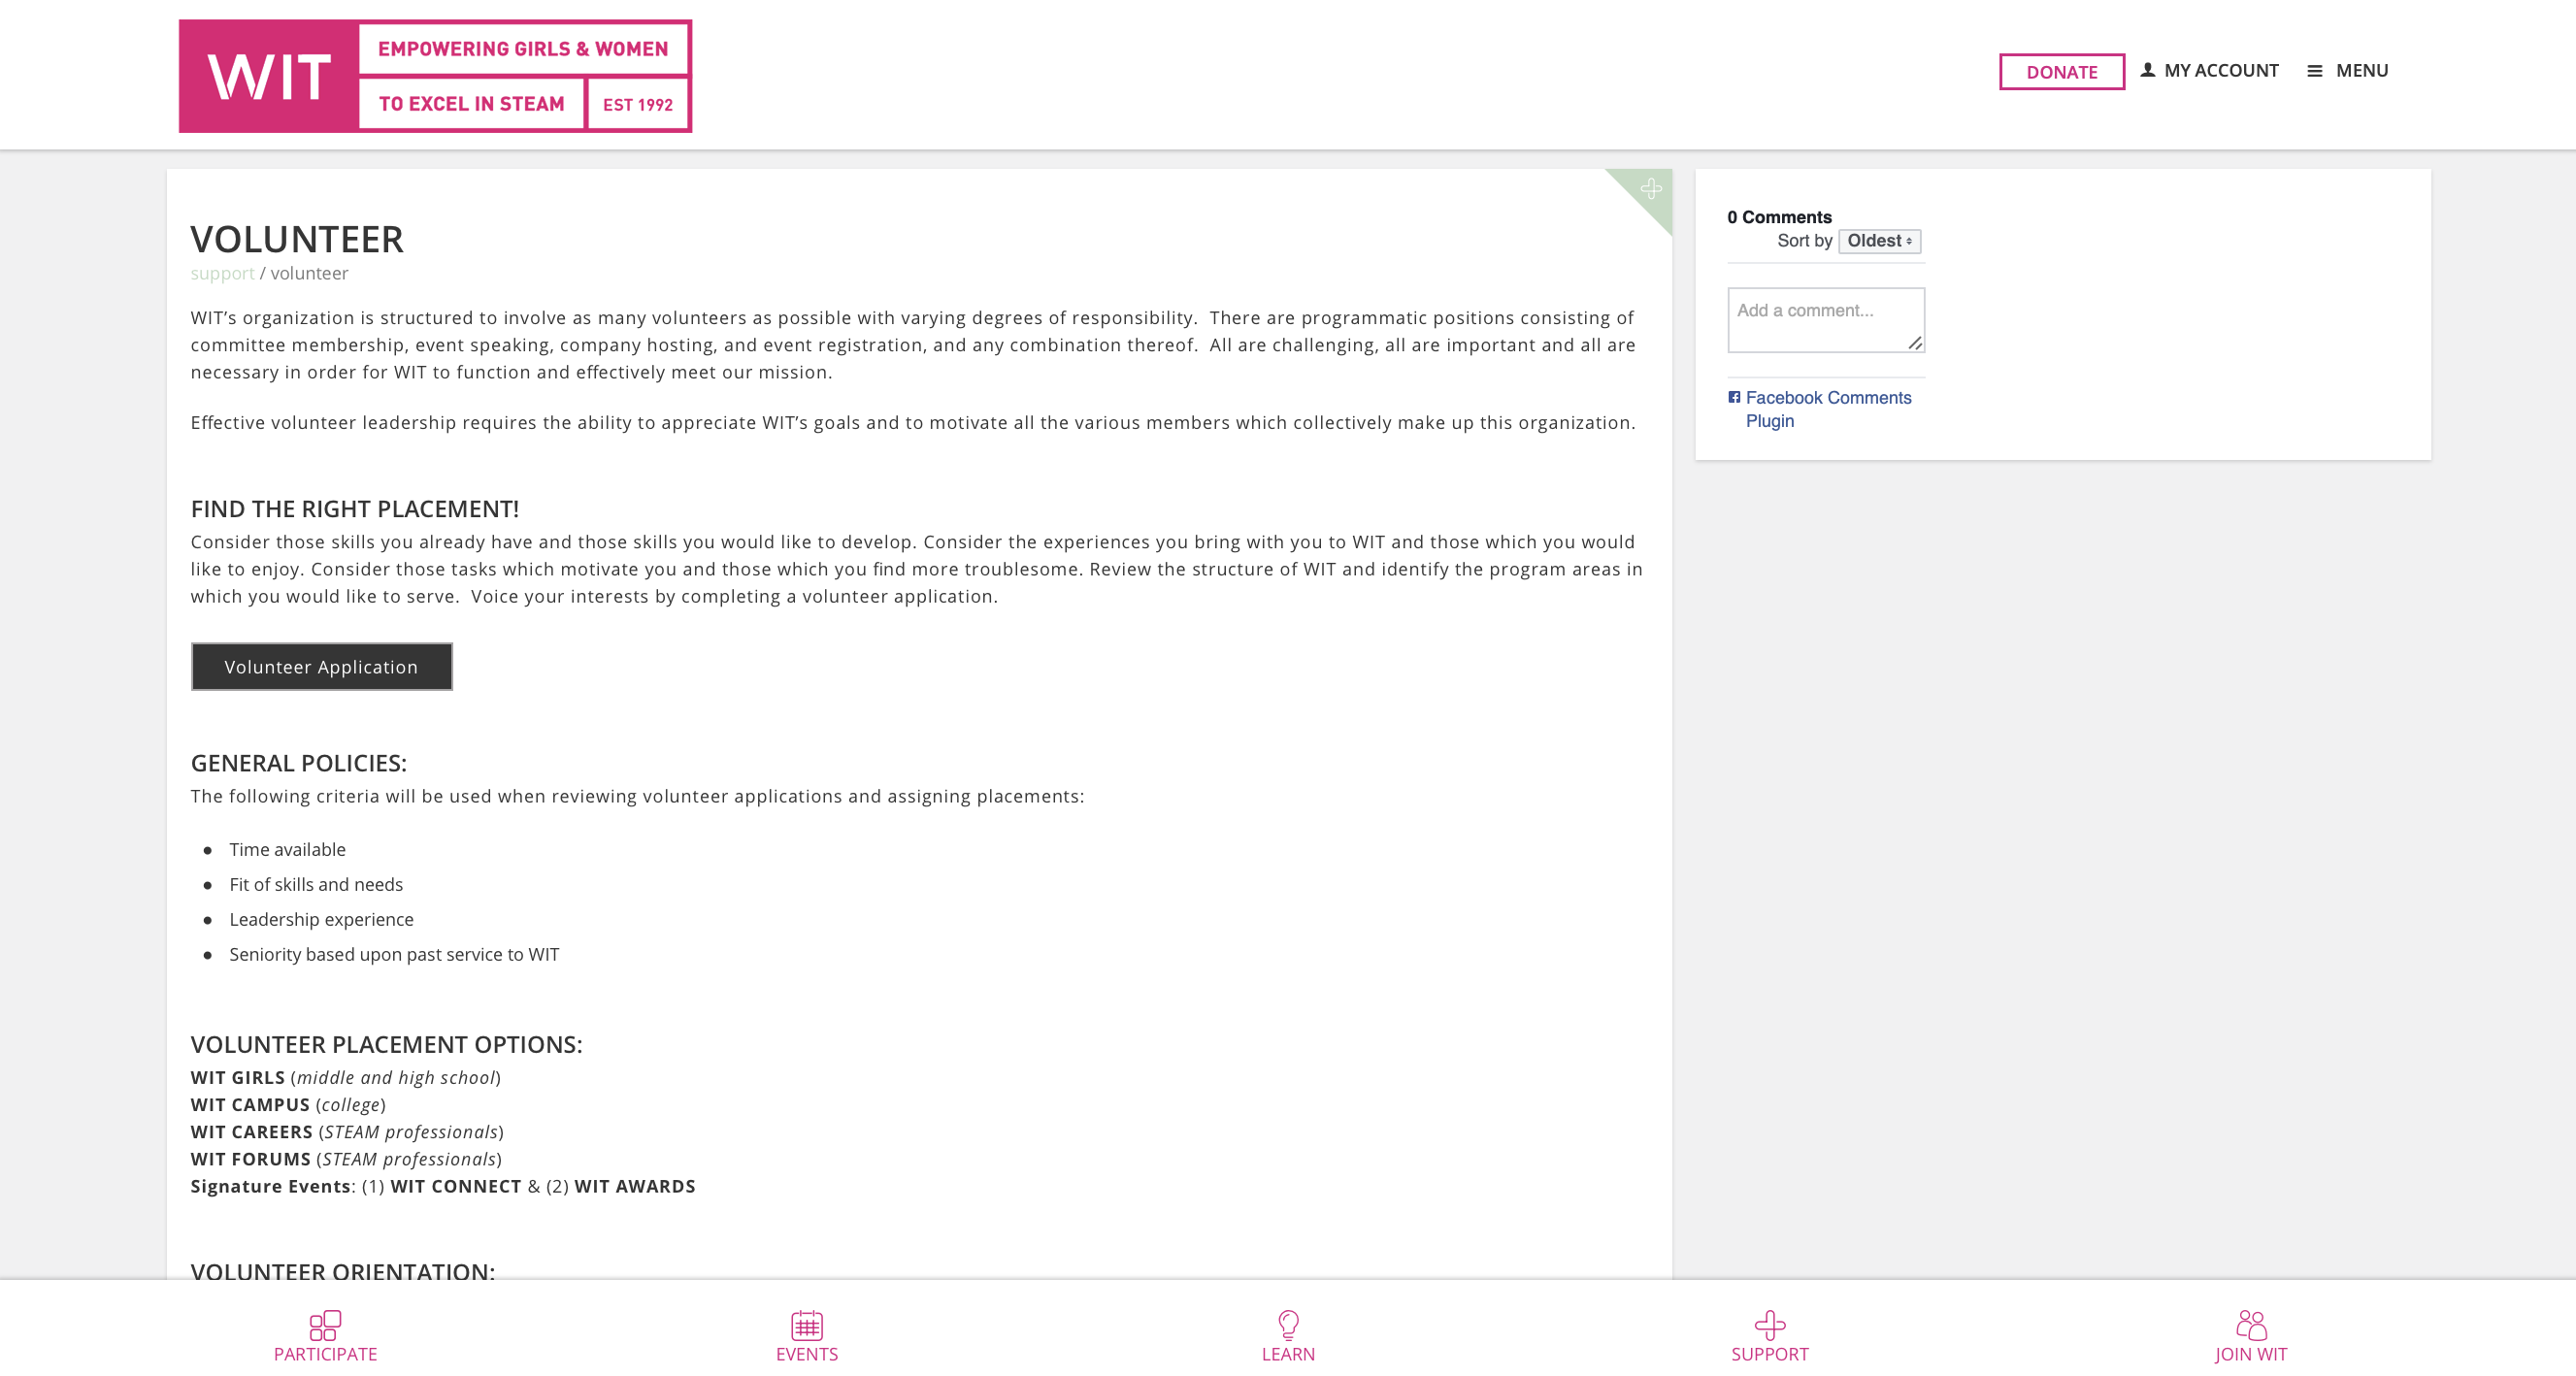 WIT
EMPOWERING GIRLS & WOMEN
TO EXCEL IN STEAM
EST 1992
DONATE
MY ACCOUNT
MENU
VOLUNTEER
support / volunteer
WIT’s organization is structured to involve as many volunteers as possible with varying degrees of responsibility.  There are programmatic positions consisting of
committee membership, event speaking, company hosting, and event registration, and any combination thereof.  All are challenging, all are important and all are
necessary in order for WIT to function and effectively meet our mission.
Effective volunteer leadership requires the ability to appreciate WIT’s goals and to motivate all the various members which collectively make up this organization.
FIND THE RIGHT PLACEMENT!
Consider those skills you already have and those skills you would like to develop. Consider the experiences you bring with you to WIT and those which you would
like to enjoy. Consider those tasks which motivate you and those which you find more troublesome. Review the structure of WIT and identify the program areas in
which you would like to serve.  Voice your interests by completing a volunteer application.
Volunteer Application
GENERAL POLICIES:
The following criteria will be used when reviewing volunteer applications and assigning placements:
● Time available
● Fit of skills and needs
● Leadership experience
● Seniority based upon past service to WIT
VOLUNTEER PLACEMENT OPTIONS:
WIT GIRLS (middle and high school)
WIT CAMPUS (college)
WIT CAREERS (STEAM professionals)
WIT FORUMS (STEAM professionals)
Signature Events: (1) WIT CONNECT & (2) WIT AWARDS
VOLUNTEER ORIENTATION:
0 Comments
Sort by Oldest
Add a comment...
Facebook Comments
Plugin
PARTICIPATE
EVENTS
LEARN
SUPPORT
JOIN WIT